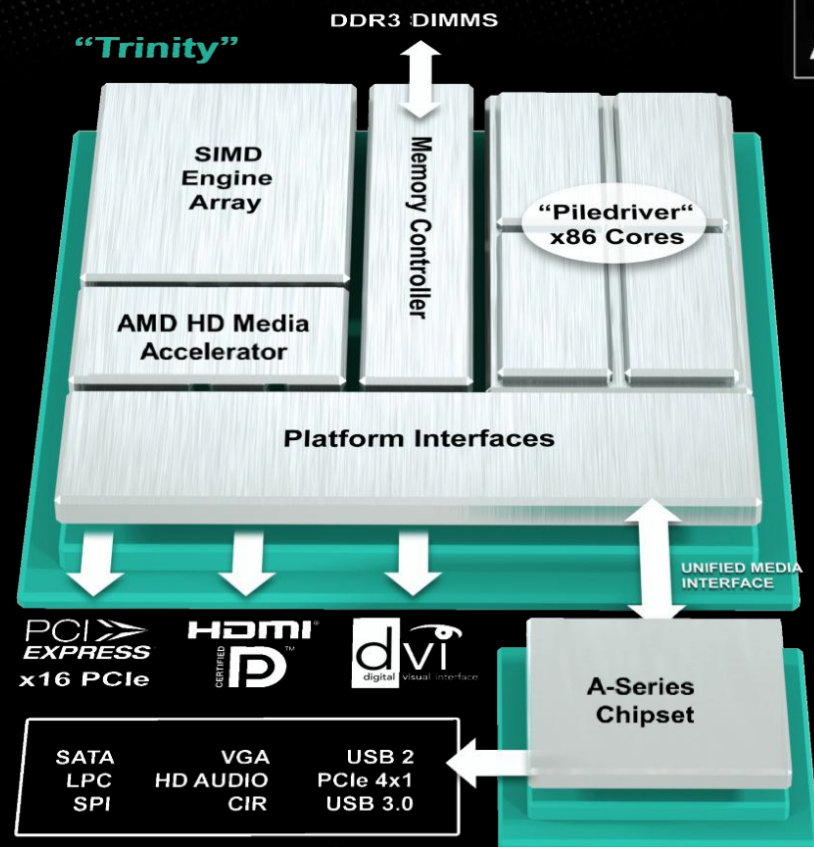 DDR3 DIMMS
“Trinity”
A
SIMD
Engine
Array
Memory Controller
“Piledriver“
x86 Cores
AMD HD Media
Accelerator
Platform Interfaces
UNIFIED MEDIA
INTERFACE
PCI
EXPRESS®
x16 PCIe
HDMI®
CERTIFIED
DP™
dvi
digital visual interface
A-Series
Chipset
SATA VGA USB 2
LPC HD AUDIO PCIe 4x1
SPI CIR USB 3.0